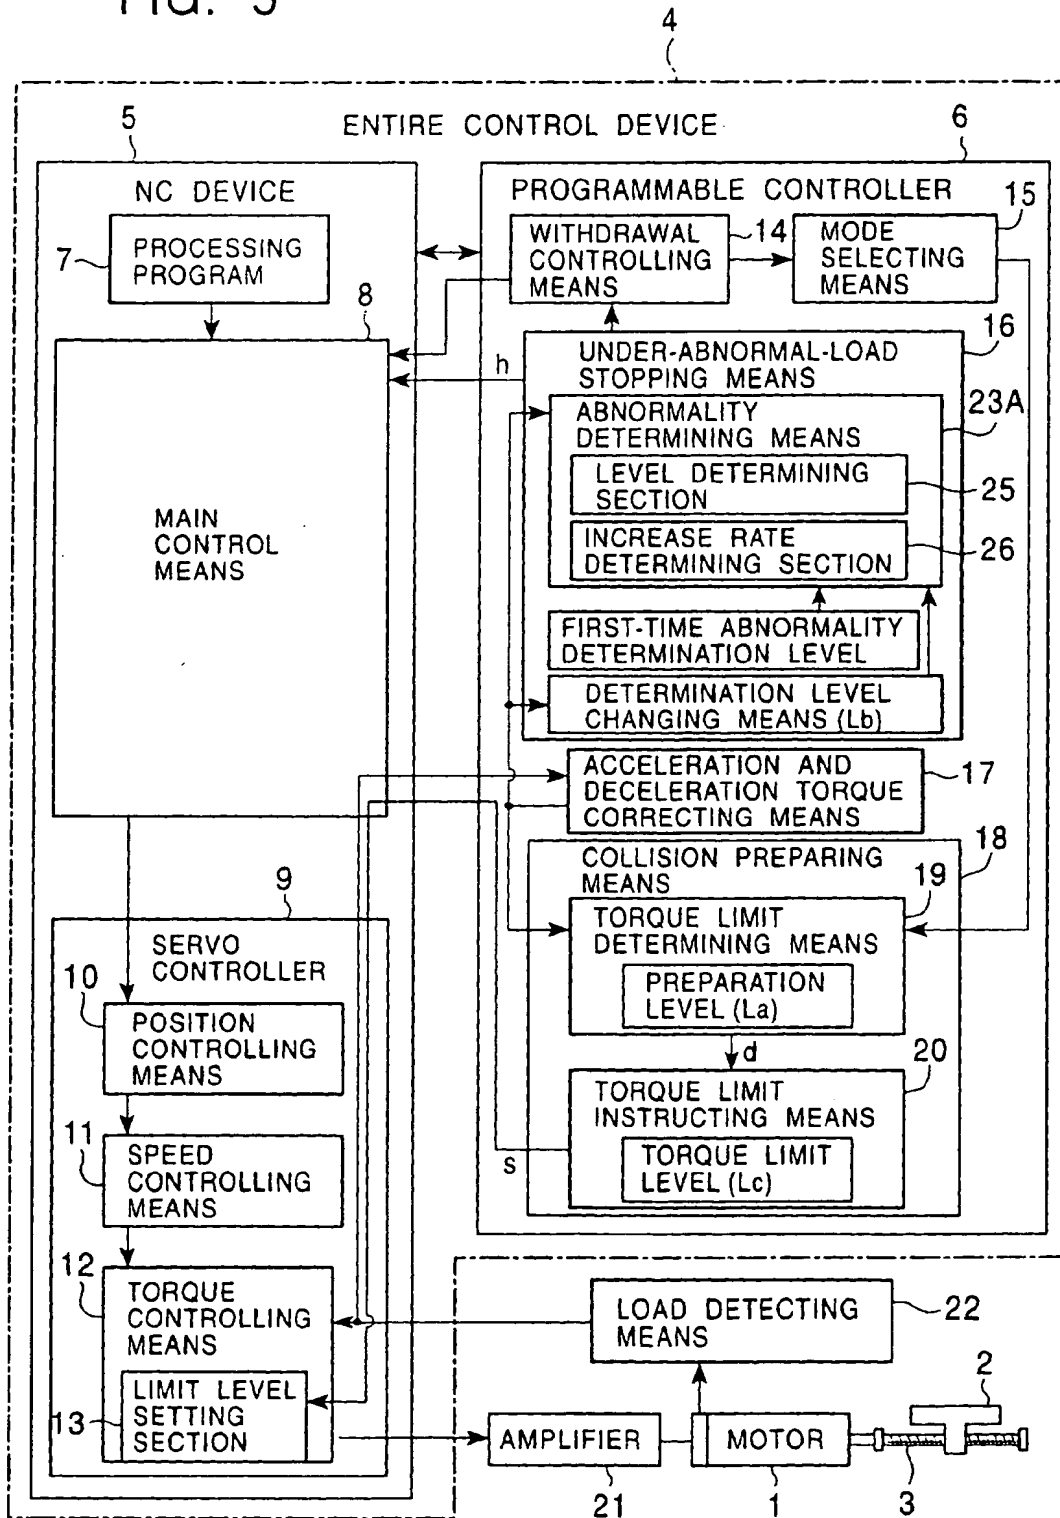 FIG. 5
4
ENTIRE CONTROL DEVICE
5
NC DEVICE
7
PROCESSING
PROGRAM
8
MAIN
CONTROL
MEANS
9
SERVO
CONTROLLER
10
POSITION
CONTROLLING
MEANS
11
SPEED
CONTROLLING
MEANS
12
TORQUE
CONTROLLING
MEANS
13
LIMIT LEVEL
SETTING
SECTION
6
PROGRAMMABLE CONTROLLER
WITHDRAWAL
CONTROLLING
MEANS
14
MODE
SELECTING
MEANS
15
h
UNDER-ABNORMAL-LOAD
STOPPING MEANS
16
ABNORMALITY
DETERMINING MEANS
23A
LEVEL DETERMINING
SECTION
25
INCREASE RATE
DETERMINING SECTION
26
FIRST-TIME ABNORMALITY
DETERMINATION LEVEL
DETERMINATION LEVEL
CHANGING MEANS (Lb)
ACCELERATION AND
DECELERATION TORQUE
CORRECTING MEANS
17
COLLISION PREPARING
MEANS
18
TORQUE LIMIT
DETERMINING MEANS
19
PREPARATION
LEVEL (La)
d
TORQUE LIMIT
INSTRUCTING MEANS
20
TORQUE LIMIT
LEVEL (Lc)
s
LOAD DETECTING
MEANS
22
AMPLIFIER
21
MOTOR
1
2
3